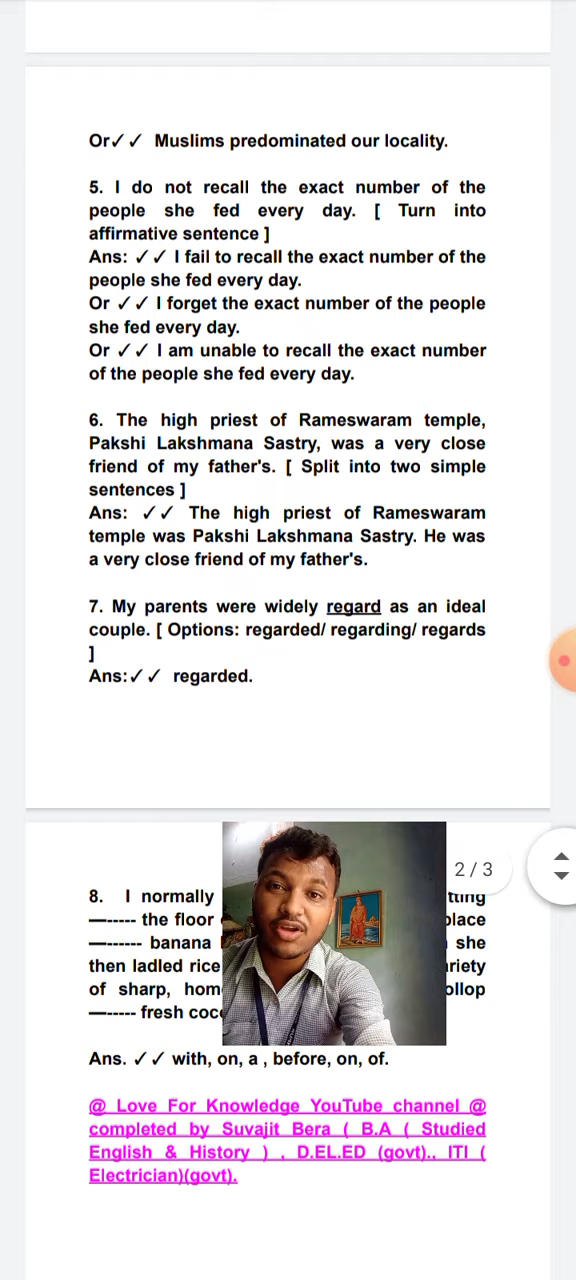 Or✓✓ Muslims predominated our locality.
5. I do not recall the exact number of the
people she fed every day. [ Turn into
affirmative sentence ]
Ans: ✓✓ I fail to recall the exact number of the
people she fed every day.
Or ✓✓ I forget the exact number of the people
she fed every day.
Or ✓✓ I am unable to recall the exact number
of the people she fed every day.
6. The high priest of Rameswaram temple,
Pakshi Lakshmana Sastry, was a very close
friend of my father's. [ Split into two simple
sentences ]
Ans: ✓✓ The high priest of Rameswaram
temple was Pakshi Lakshmana Sastry. He was
a very close friend of my father's.
7. My parents were widely regard as an ideal
couple. [ Options: regarded/ regarding/ regards
]
Ans:✓✓ regarded.
2 / 3
8. I normally
—----- the floor
—------ banana she
then ladled rice
of sharp,
—----- fresh
Ans. ✓✓ with, on, a , before, on, of.
@ Love For Knowledge YouTube channel @
completed by Suvajit Bera ( B.A ( Studied
English & History ) , D.EL.ED (govt)., ITI (
Electrician)(govt).